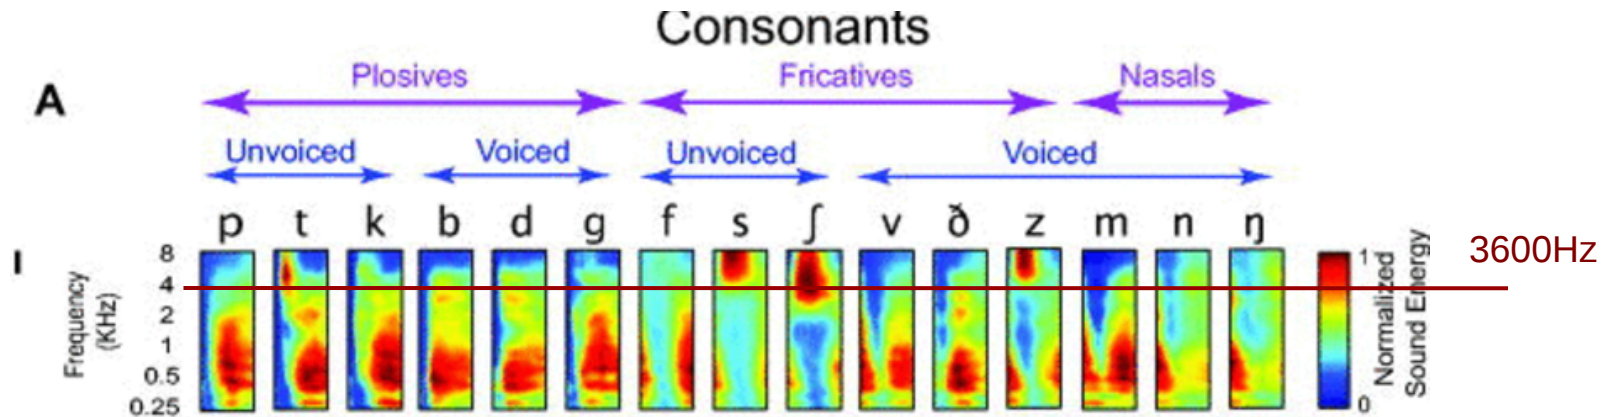 Consonants
Plosives Fricatives Nasals
A
Unvoiced Voiced Unvoiced Voiced
p t k b d g f s ʃ v ð z m n ŋ
I
8
4
2
1
0.5
0.25
Frequency
(KHz)
3600Hz
1
0
Normalized
Sound Energy